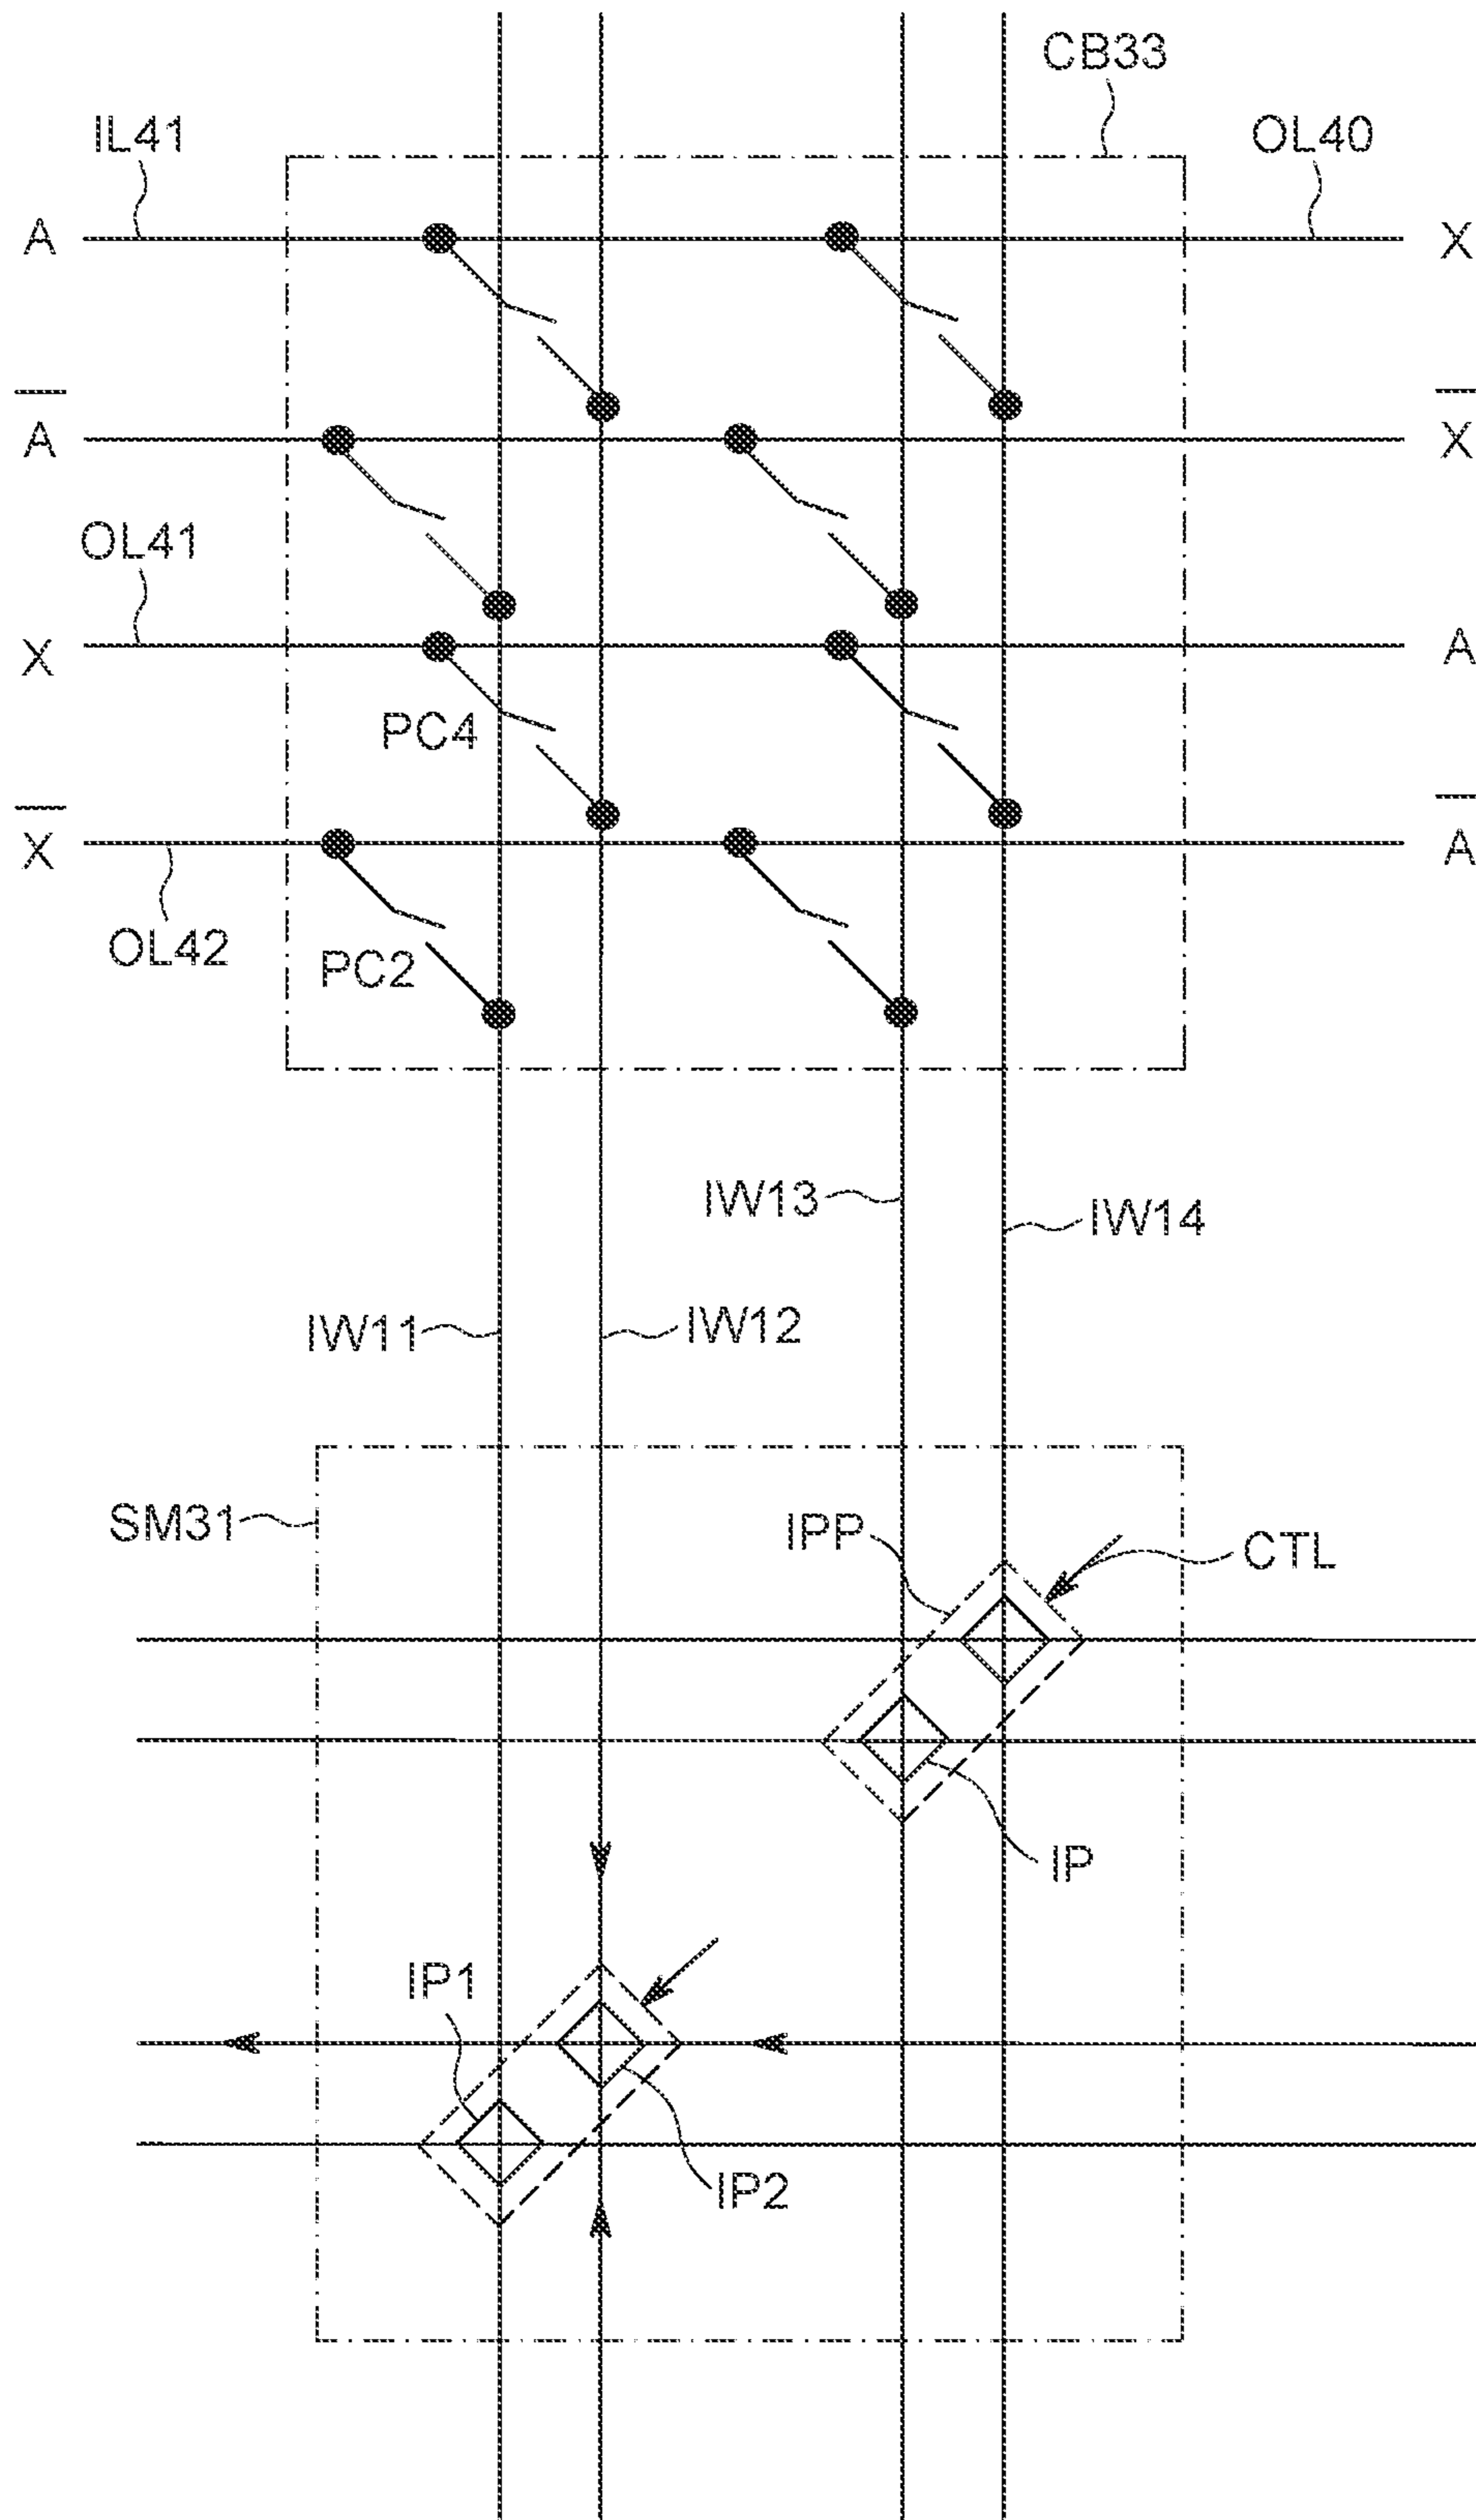 CB33
IL41
OL40
A
X
A̅
X̅
OL41
X
A
PC4
X̅
A̅
OL42
PC2
IW13
IW14
IW11
IW12
SM31
IPP
CTL
IP
IP1
IP2